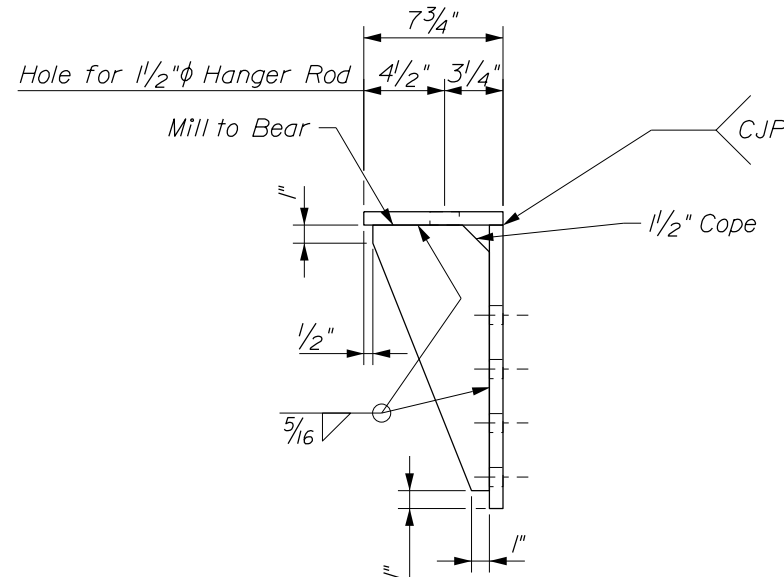 7 3/4"
Hole for 1 1/2"ϕ Hanger Rod
4 1/2"
3 1/4"
Mill to Bear
CJP
1"
1 1/2" Cope
1/2"
5/16
1"
1"